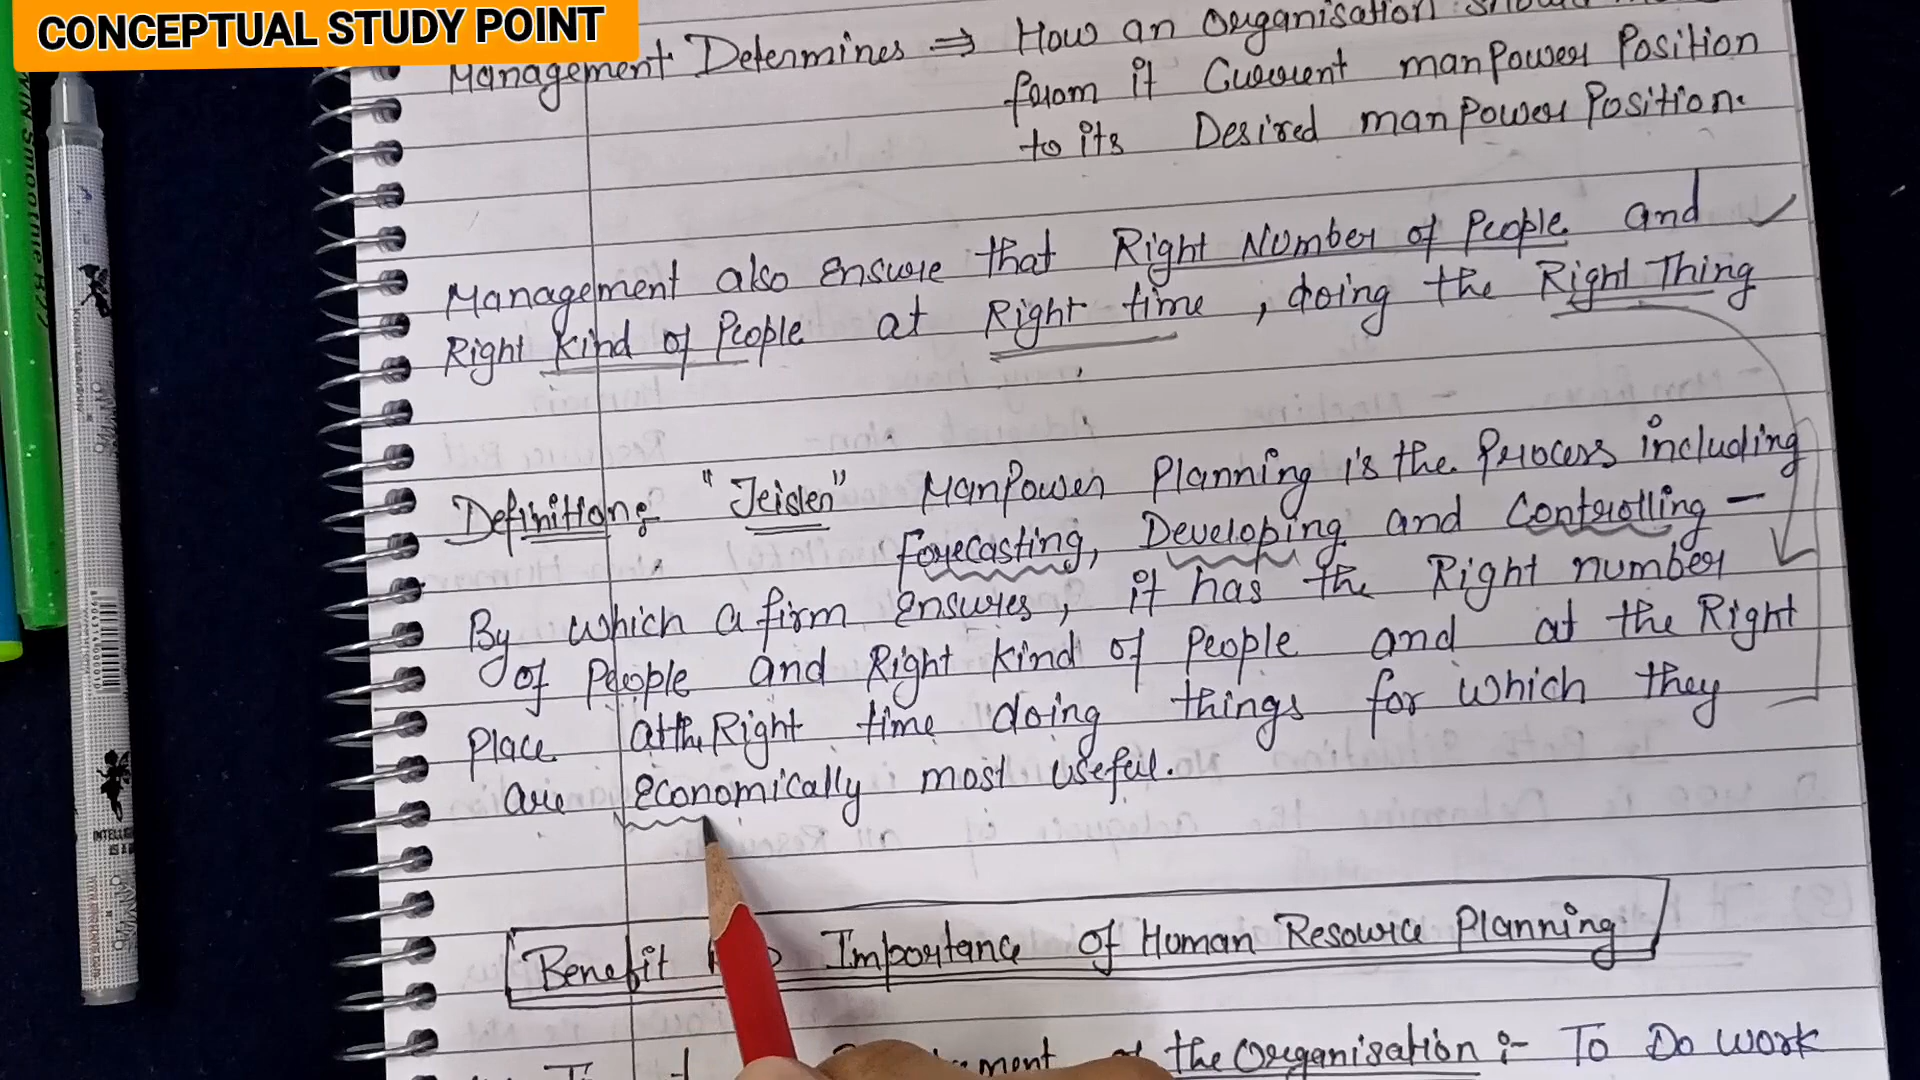 CONCEPTUAL STUDY POINT
How an Organisation should
Management Determines ⇒ from it Current manpower Position
to its Desired manpower Position.
Management also ensure that Right Number of People and
Right Kind of People at Right time, doing the Right Thing
Definition:- "Jeislen" ManPower Planning is the Process including
forecasting, Developing and Controlling -
By which a firm ensures, it has the Right number
of People and Right Kind of People and at the Right
Place at the Right time doing things for which they
are economically most useful.
Benefit Importance of Human Resource Planning
the Organisation :- To Do work